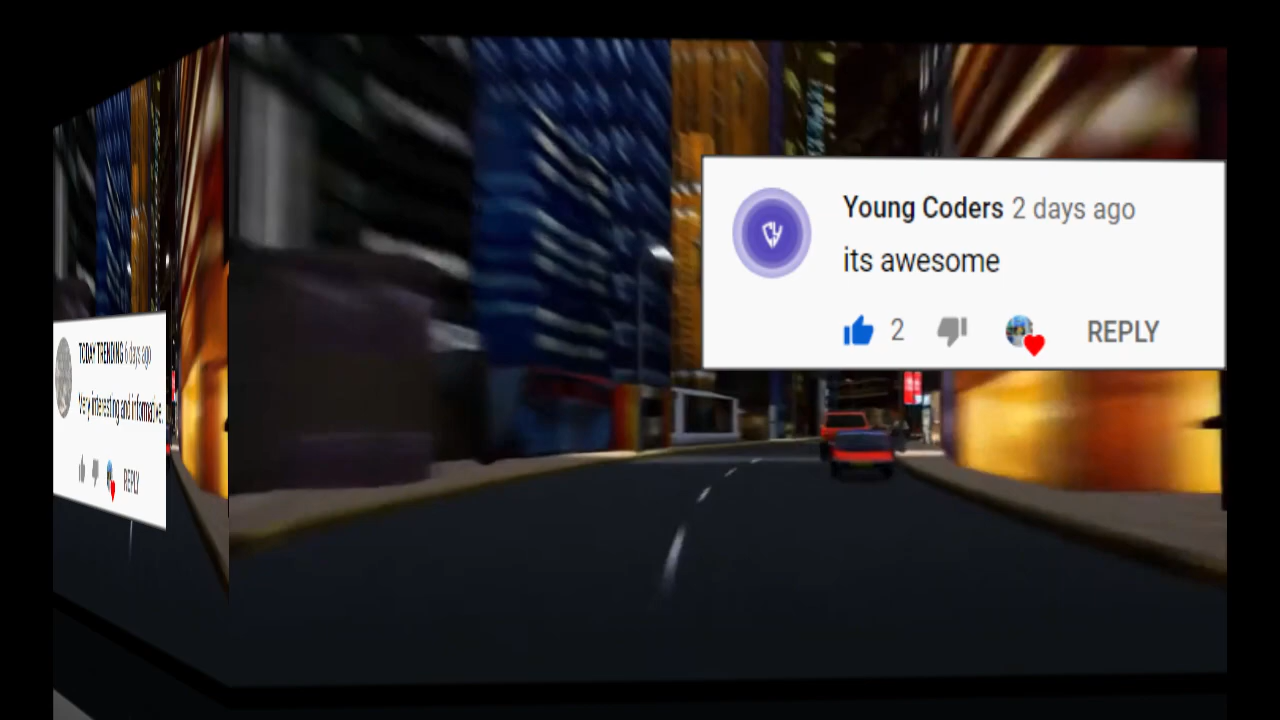 TODAY TRENDING 6 days ago
Very interesting and informative.
REPLY
Young Coders 2 days ago
its awesome
2
REPLY